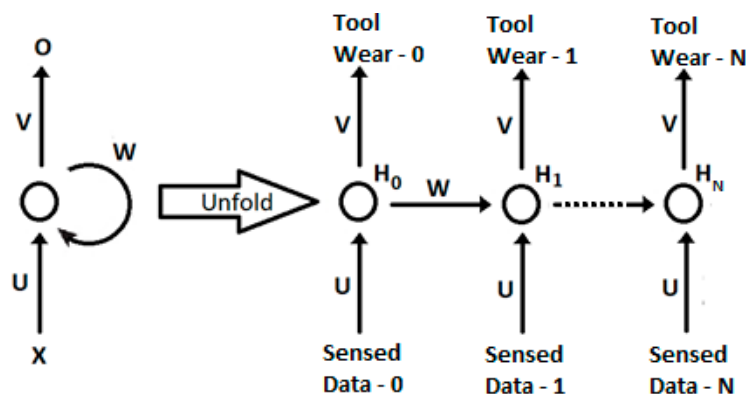 O
V
W
U
X
Unfold
Tool
Wear - 0
V
H0
W
U
Sensed
Data - 0
Tool
Wear - 1
V
H1
U
Sensed
Data - 1
Tool
Wear - N
V
HN
U
Sensed
Data - N